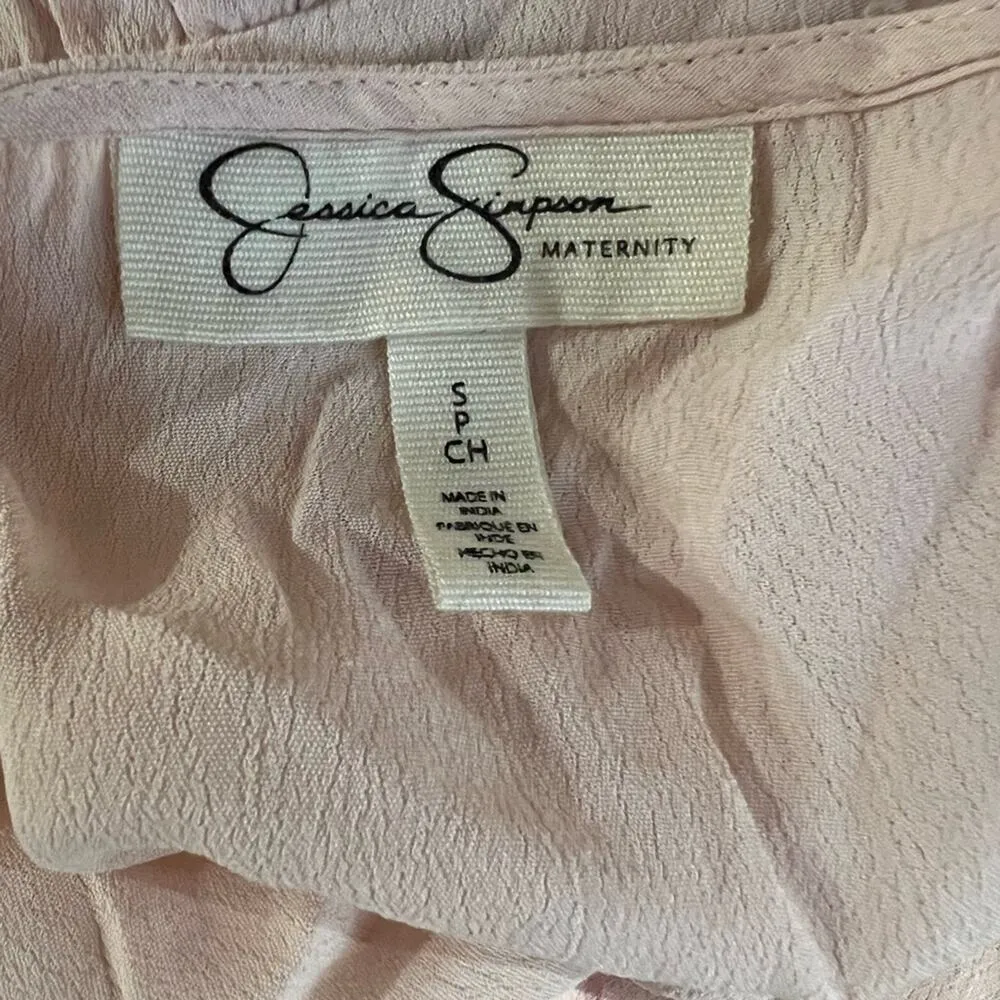 Jessica Simpson
MATERNITY
S
P
CH
MADE IN
INDIA
FABRIQUÉ EN
INDE
HECHO EN
INDIA